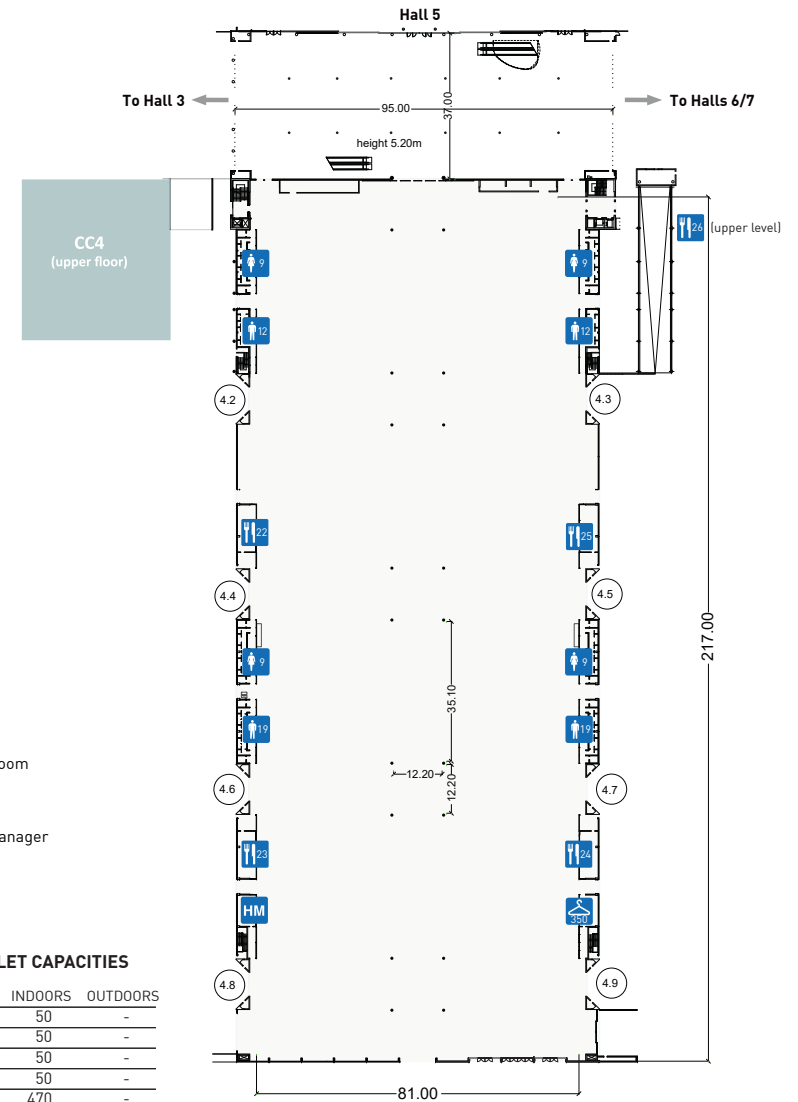 Hall 5
To Hall 3
To Halls 6/7
95.00
37.00
height 5.20m
CC4
(upper floor)
26 (upper level)
9
9
12
12
4.2
4.3
22
25
4.4
4.5
217.00
9
9
35.10
19
19
oom
12.20
12.20
4.6
4.7
anager
23
24
HM
350
LET CAPACITIES
4.8
4.9
INDOORS OUTDOORS
50 -
50 -
50 -
50 -
470 -
81.00